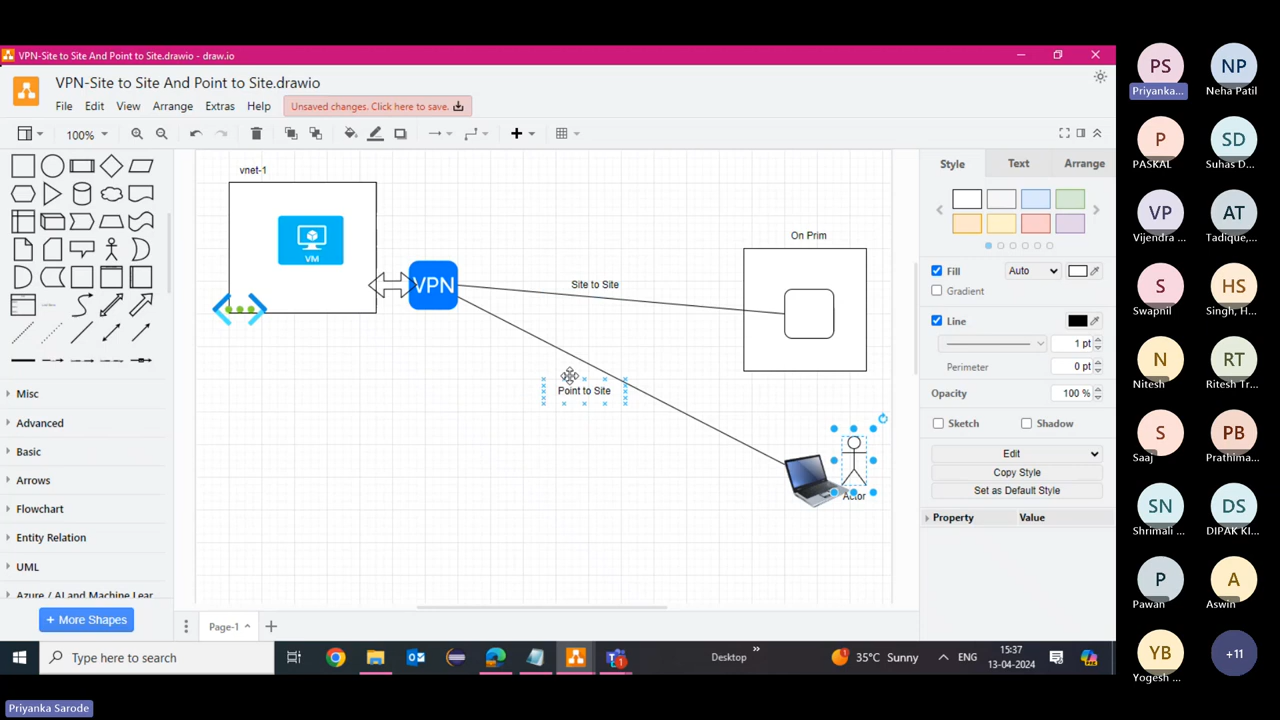 VPN-Site to Site And Point to Site.drawio - draw.io
VPN-Site to Site And Point to Site.drawio
File Edit View Arrange Extras Help Unsaved changes. Click here to save.
100%
vnet-1
VM
VPN
Site to Site
On Prim
Point to Site
Actor
Misc
Advanced
Basic
Arrows
Flowchart
Entity Relation
UML
Azure / AI and Machine Lear
+ More Shapes
Page-1
Style Text Arrange
Fill Auto
Gradient
Line
1 pt
Perimeter 0 pt
Opacity 100 %
Sketch Shadow
Edit
Copy Style
Set as Default Style
Property Value
Type here to search
1
Desktop
35°C Sunny
ENG
15:37
13-04-2024
PS
Priyanka...
NP
Neha Patil
P
PASKAL
SD
Suhas D...
VP
Vijendra ...
AT
Tadique,...
S
Swapnil
HS
Singh, H...
N
Nitesh
RT
Ritesh Tr...
S
Saaj
PB
Prathima...
SN
Shrimali ...
DS
DIPAK KI...
P
Pawan
A
Aswin
YB
Yogesh ...
+11
Priyanka Sarode